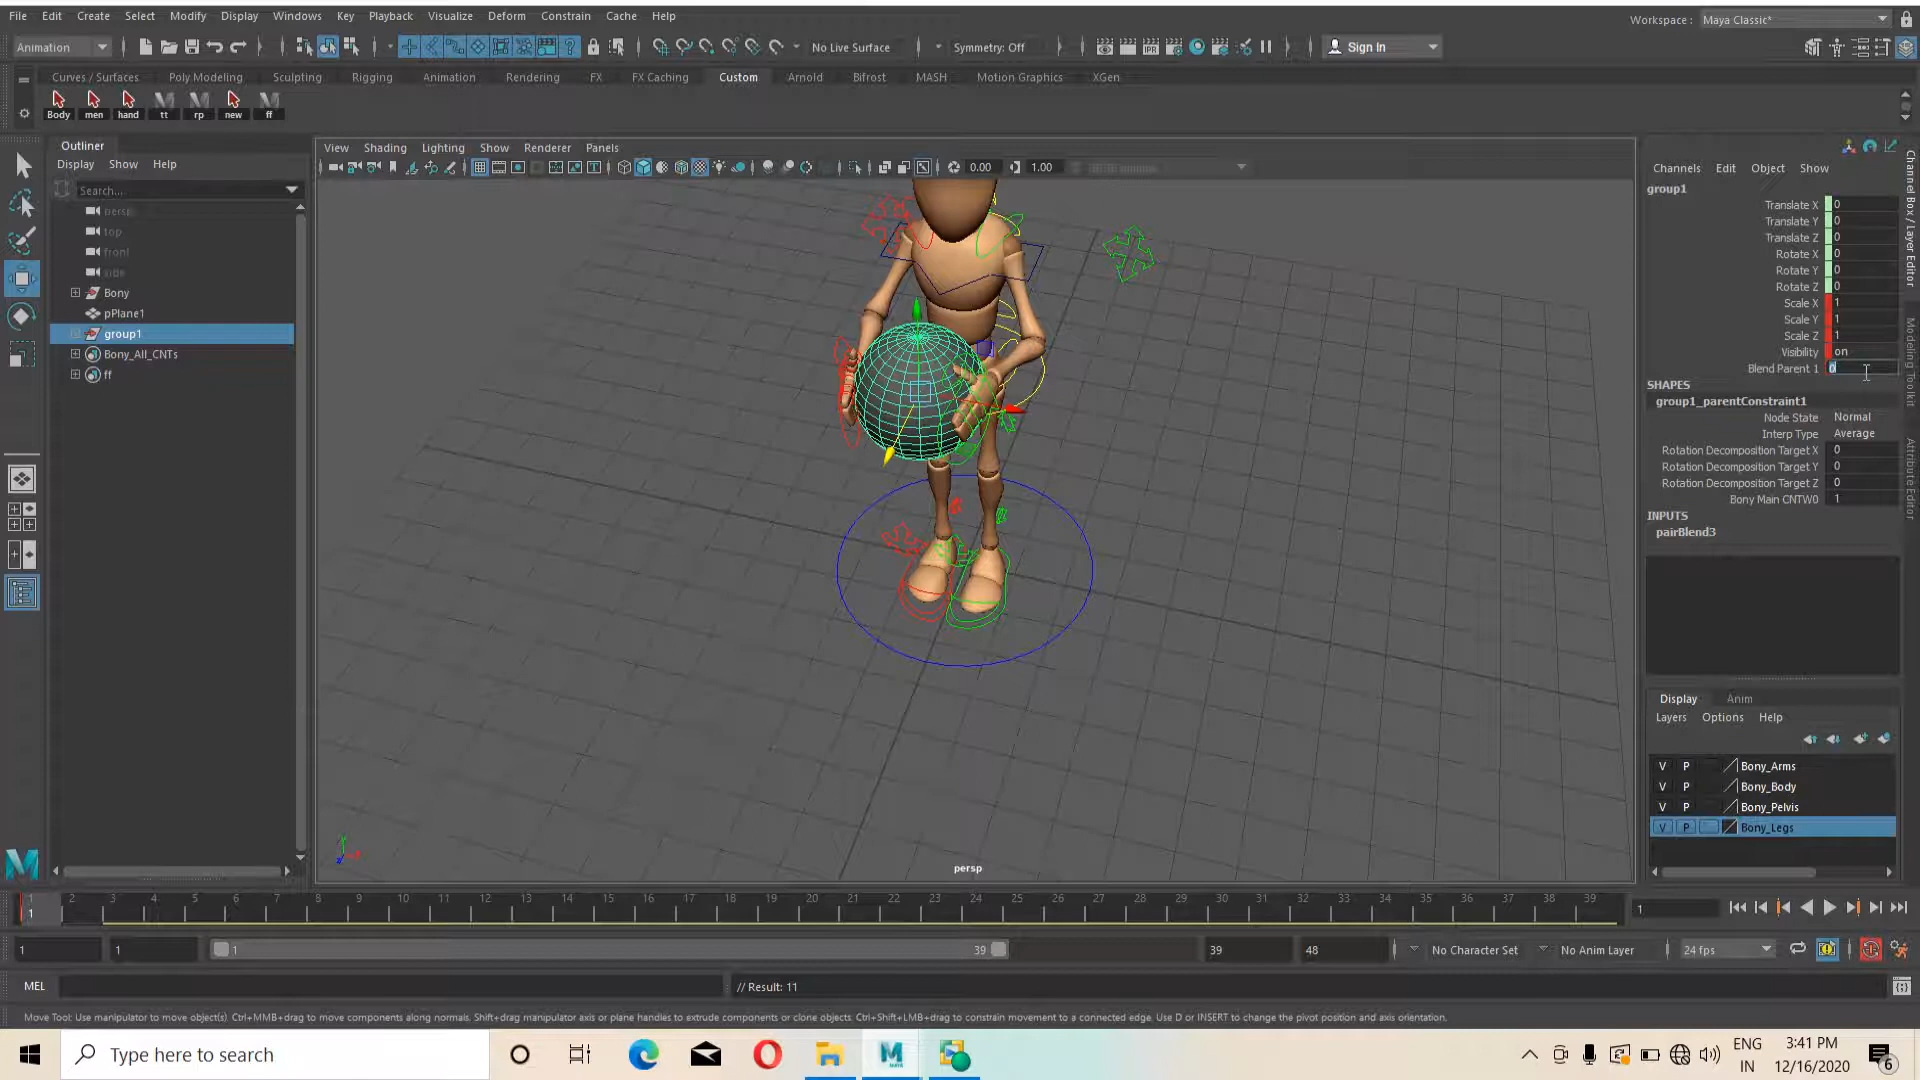 File Edit Create Select Modify Display Windows Key Playback Visualize Deform Constrain Cache Help
Workspace : Maya Classic*
Animation No Live Surface Symmetry: Off Sign In
Curves / Surfaces Poly Modeling Sculpting Rigging Animation Rendering FX FX Caching Custom Arnold Bifrost MASH Motion Graphics XGen
Body men hand tt rp new ff
Outliner
Display Show Help
Search...
persp
top
front
side
Bony
pPlane1
group1
Bony_All_CNTs
ff
View Shading Lighting Show Renderer Panels
0.00 1.00
persp
Channels Edit Object Show
group1
Translate X 0
Translate Y 0
Translate Z 0
Rotate X 0
Rotate Y 0
Rotate Z 0
Scale X 1
Scale Y 1
Scale Z 1
Visibility on
Blend Parent 1 0
SHAPES
group1_parentConstraint1
Node State Normal
Interp Type Average
Rotation Decomposition Target X 0
Rotation Decomposition Target Y 0
Rotation Decomposition Target Z 0
Bony Main CNTW0 1
INPUTS
pairBlend3
Channel Box / Layer Editor
Modeling Toolkit
Attribute Editor
Display Anim
Layers Options Help
V P Bony_Arms
V P Bony_Body
V P Bony_Pelvis
V P Bony_Legs
1 2 3 4 5 6 7 8 9 10 11 12 13 14 15 16 17 18 19 20 21 22 23 24 25 26 27 28 29 30 31 32 33 34 35 36 37 38 39
1 1
1 1 1 39 39 48 No Character Set No Anim Layer 24 fps
MEL // Result: 11
Move Tool: Use manipulator to move object(s). Ctrl+MMB+drag to move components along normals. Shift+drag manipulator axis or plane handles to extrude components or clone objects. Ctrl+Shift+LMB+drag to constrain movement to a connected edge. Use D or INSERT to change the pivot position and axis orientation.
Type here to search
ENG
IN
3:41 PM
12/16/2020
6